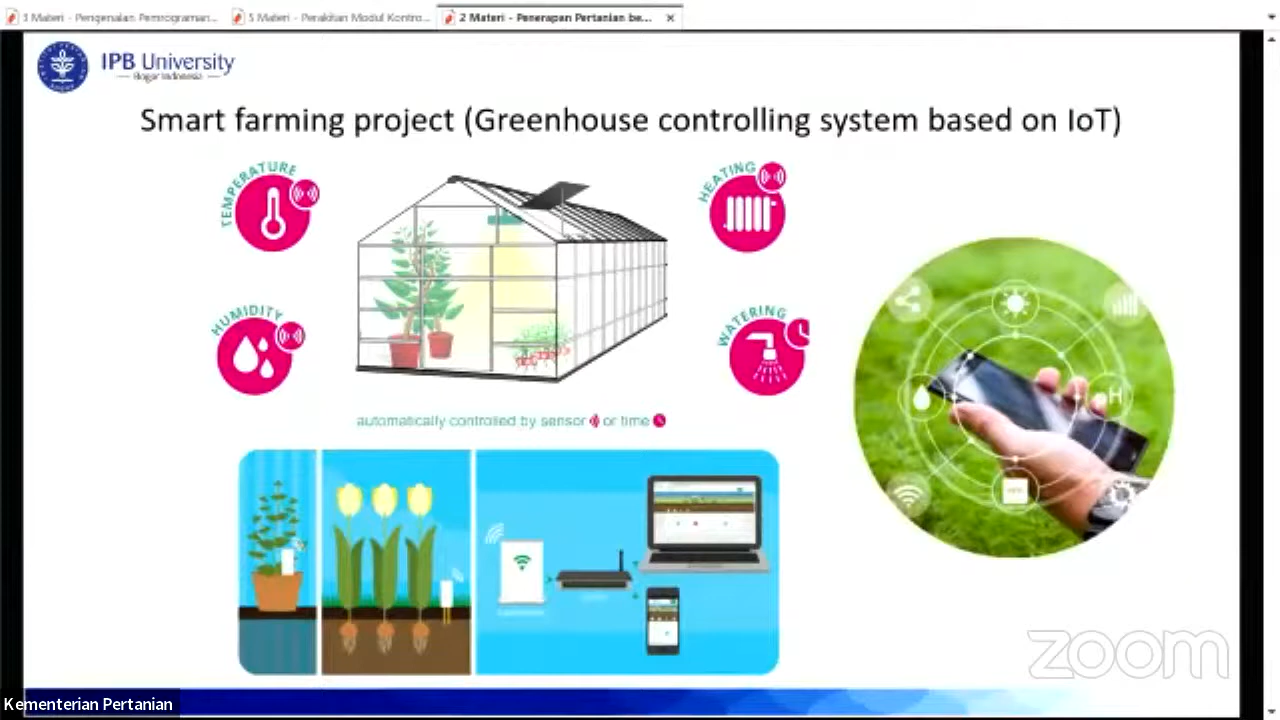 3 Materi - Pengenalan Pemrograman...
5 Materi - Perakitan Modul Kontro...
2 Materi - Penerapan Pertanian be...
IPB University
Bogor Indonesia
Smart farming project (Greenhouse controlling system based on IoT)
TEMPERATURE
HEATING
HUMIDITY
WATERING
automatically controlled by sensor or time
zoom
Kementerian Pertanian